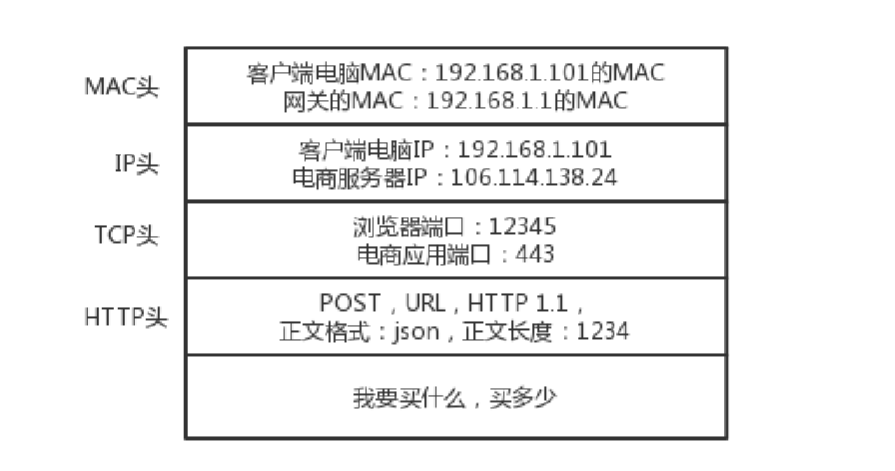 MAC头
客户端电脑MAC：192.168.1.101的MAC
网关的MAC：192.168.1.1的MAC
IP头
客户端电脑IP：192.168.1.101
电商服务器IP：106.114.138.24
TCP头
浏览器端口：12345
电商应用端口：443
HTTP头
POST，URL，HTTP 1.1，
正文格式：json，正文长度：1234
我要买什么，买多少